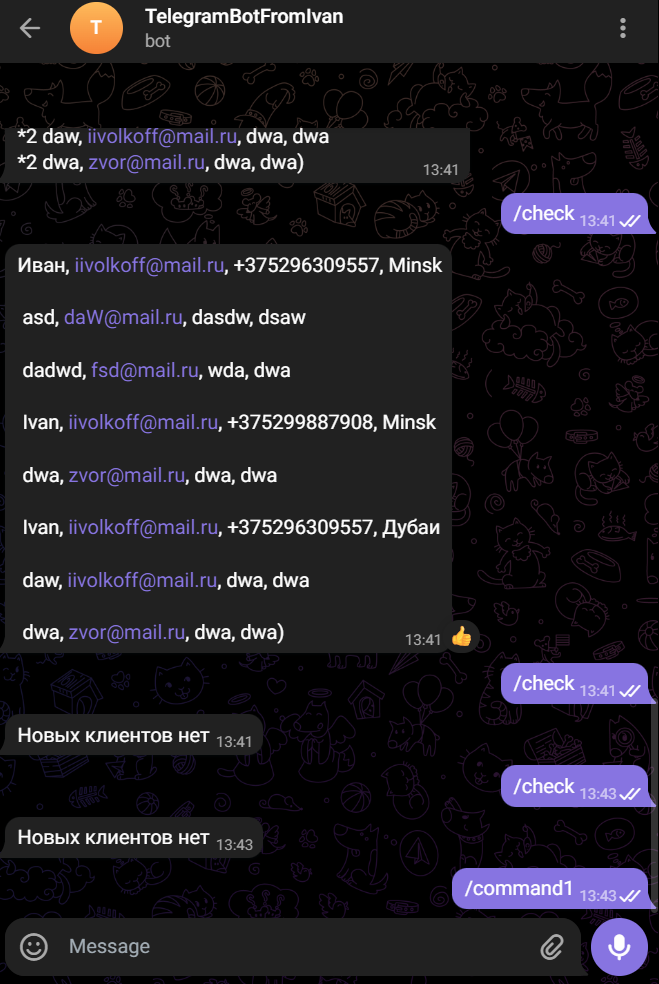 TelegramBotFromIvan
bot
*2 daw, iivolkoff@mail.ru, dwa, dwa
*2 dwa, zvor@mail.ru, dwa, dwa)
13:41
/check 13:41
Иван, iivolkoff@mail.ru, +375296309557, Minsk
asd, daW@mail.ru, dasdw, dsaw
dadwd, fsd@mail.ru, wda, dwa
Ivan, iivolkoff@mail.ru, +375299887908, Minsk
dwa, zvor@mail.ru, dwa, dwa
Ivan, iivolkoff@mail.ru, +375296309557, Дубаи
daw, iivolkoff@mail.ru, dwa, dwa
dwa, zvor@mail.ru, dwa, dwa)
13:41
/check 13:41
Новых клиентов нет 13:41
/check 13:43
Новых клиентов нет 13:43
/command1 13:43
Message